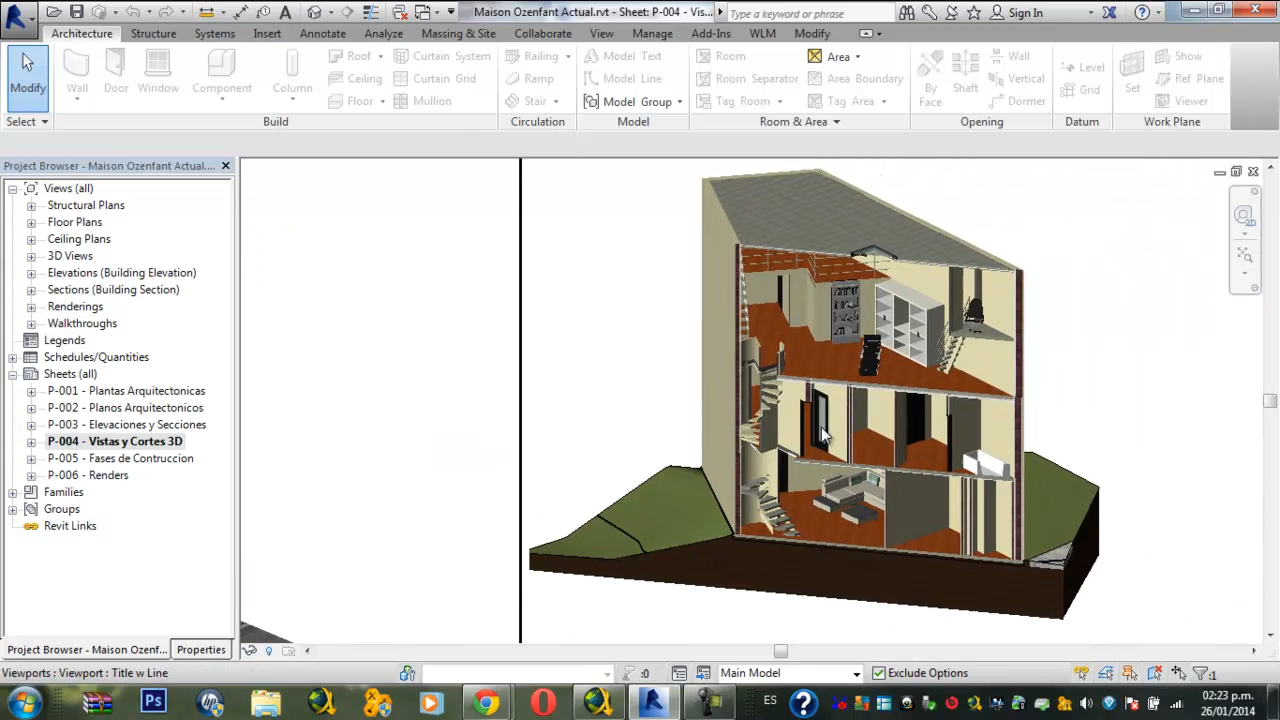 Maison Ozenfant Actual.rvt - Sheet: P-004 - Vis...
Type a keyword or phrase
Sign In
Architecture Structure Systems Insert Annotate Analyze Massing & Site Collaborate View Manage Add-Ins WLM Modify
Modify
Select
Wall
Door
Window
Component
Column
Roof
Ceiling
Floor
Curtain System
Curtain Grid
Mullion
Build
Railing
Ramp
Stair
Circulation
Model Text
Model Line
Model Group
Model
Room
Room Separator
Tag Room
Area
Area Boundary
Tag Area
Room & Area
By Face
Shaft
Wall
Vertical
Dormer
Opening
Level
Grid
Datum
Set
Show
Ref Plane
Viewer
Work Plane
Project Browser - Maison Ozenfant Actual....
Views (all)
Structural Plans
Floor Plans
Ceiling Plans
3D Views
Elevations (Building Elevation)
Sections (Building Section)
Renderings
Walkthroughs
Legends
Schedules/Quantities
Sheets (all)
P-001 - Plantas Arquitectonicas
P-002 - Planos Arquitectonicos
P-003 - Elevaciones y Secciones
P-004 - Vistas y Cortes 3D
P-005 - Fases de Contruccion
P-006 - Renders
Families
Groups
Revit Links
2D
Project Browser - Maison Ozenf... Properties
Viewports : Viewport : Title w Line
:0
Main Model
Exclude Options
:1
Ps
ES
02:23 p.m.
26/01/2014